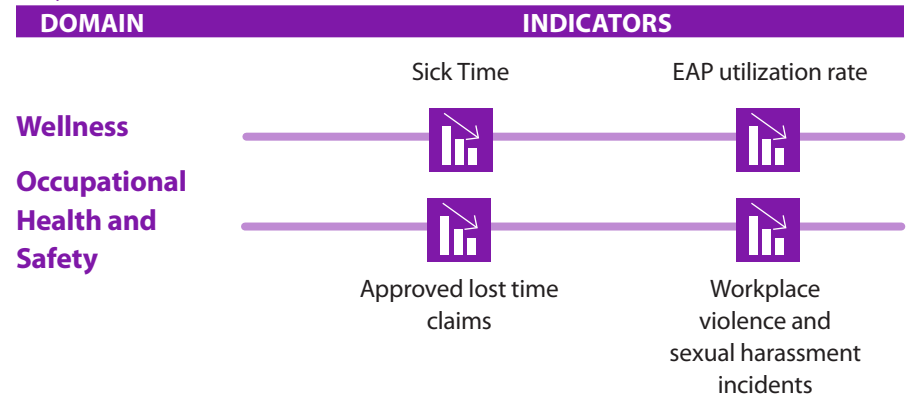 DOMAIN INDICATORS
Sick Time EAP utilization rate
Wellness
Occupational
Health and
Safety
Approved lost time
claims
Workplace
violence and
sexual harassment
incidents